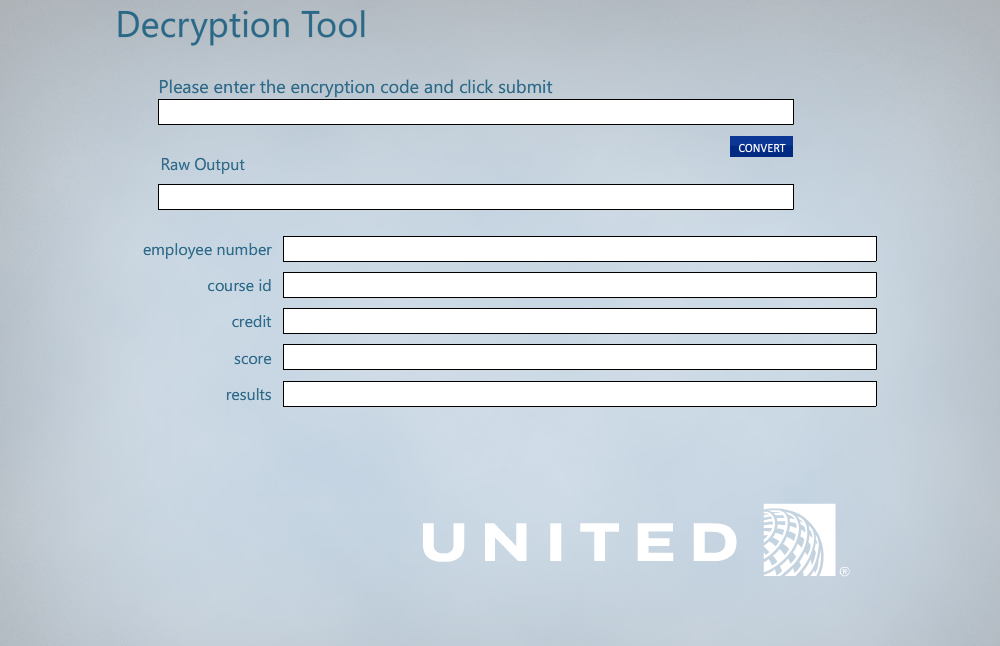 Decryption Tool
Please enter the encryption code and click submit
CONVERT
Raw Output
employee number
course id
credit
score
results
UNITED ®